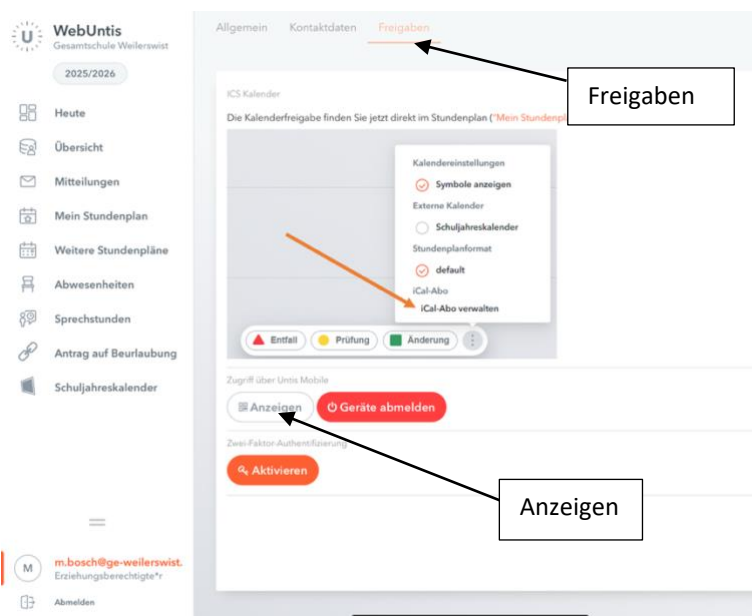 WebUntis
Gesamtschule Weilerswist
2025/2026
Heute
Übersicht
Mitteilungen
Mein Stundenplan
Weitere Stundenpläne
Abwesenheiten
Sprechstunden
Antrag auf Beurlaubung
Schuljahreskalender
M
m.bosch@ge-weilerswist.
Erziehungsberechtigte*r
Abmelden
Allgemein Kontaktdaten Freigaben
Freigaben
ICS Kalender
Die Kalenderfreigabe finden Sie jetzt direkt im Stundenplan ("Mein Stundenpl
Kalendereinstellungen
Symbole anzeigen
Externe Kalender
Schuljahreskalender
Stundenplanformat
default
iCal-Abo
iCal-Abo verwalten
Entfall Prüfung Änderung
Zugriff über Untis Mobile
Anzeigen Geräte abmelden
Zwei-Faktor-Authentifizierung
Aktivieren
Anzeigen